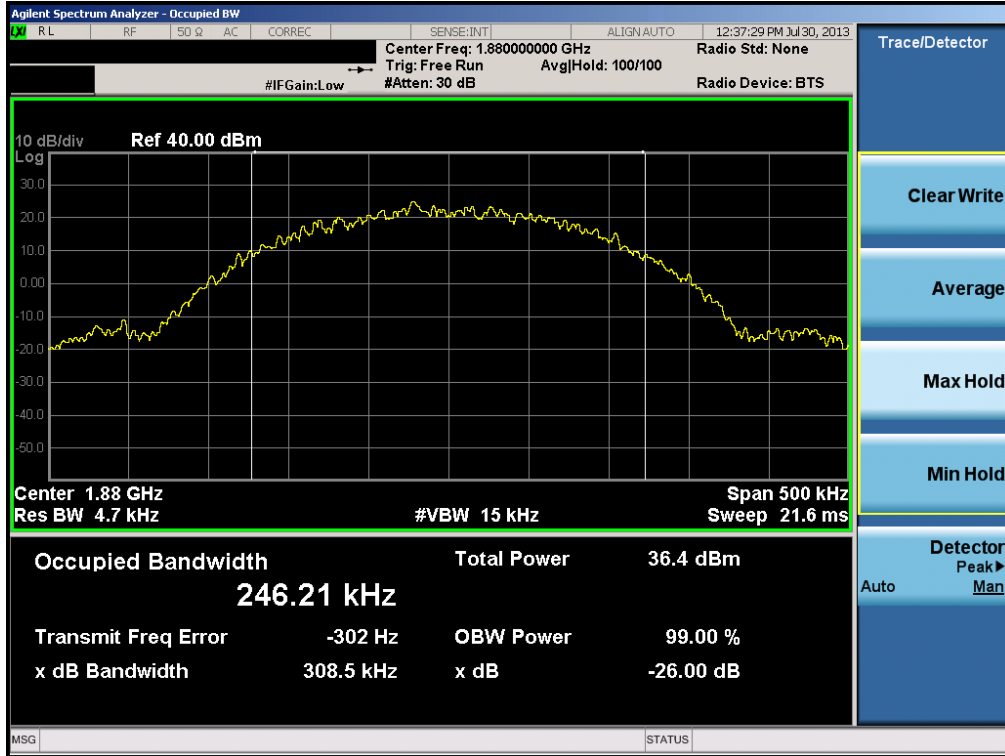 Agilent Spectrum Analyzer - Occupied BW
LXI RL RF 50 Ω AC CORREC SENSE:INT ALIGN AUTO 12:37:29 PM Jul 30, 2013
Center Freq: 1.880000000 GHz Radio Std: None
Trig: Free Run Avg|Hold: 100/100
#IFGain:Low #Atten: 30 dB Radio Device: BTS
10 dB/div Ref 40.00 dBm
Log
30.0
20.0
10.0
0.00
-10.0
-20.0
-30.0
-40.0
-50.0
Center 1.88 GHz Span 500 kHz
Res BW 4.7 kHz #VBW 15 kHz Sweep 21.6 ms
Occupied Bandwidth Total Power 36.4 dBm
246.21 kHz
Transmit Freq Error -302 Hz OBW Power 99.00 %
x dB Bandwidth 308.5 kHz x dB -26.00 dB
MSG STATUS
Trace/Detector
Clear Write
Average
Max Hold
Min Hold
Detector
Peak▶
Auto Man